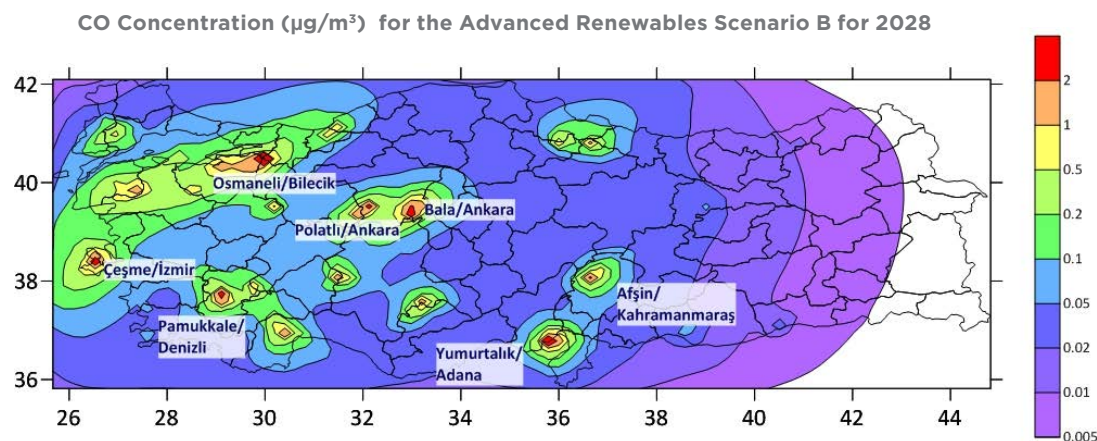 CO Concentration (µg/m³) for the Advanced Renewables Scenario B for 2028
42
40
38
36
26
28
30
32
34
36
38
40
42
44
Osmaneli/Bilecik
Bala/Ankara
Polatlı/Ankara
Çeşme/İzmir
Afşin/
Kahramanmaraş
Pamukkale/
Denizli
Yumurtalık/
Adana
2
1
0.5
0.2
0.1
0.05
0.02
0.01
0.005